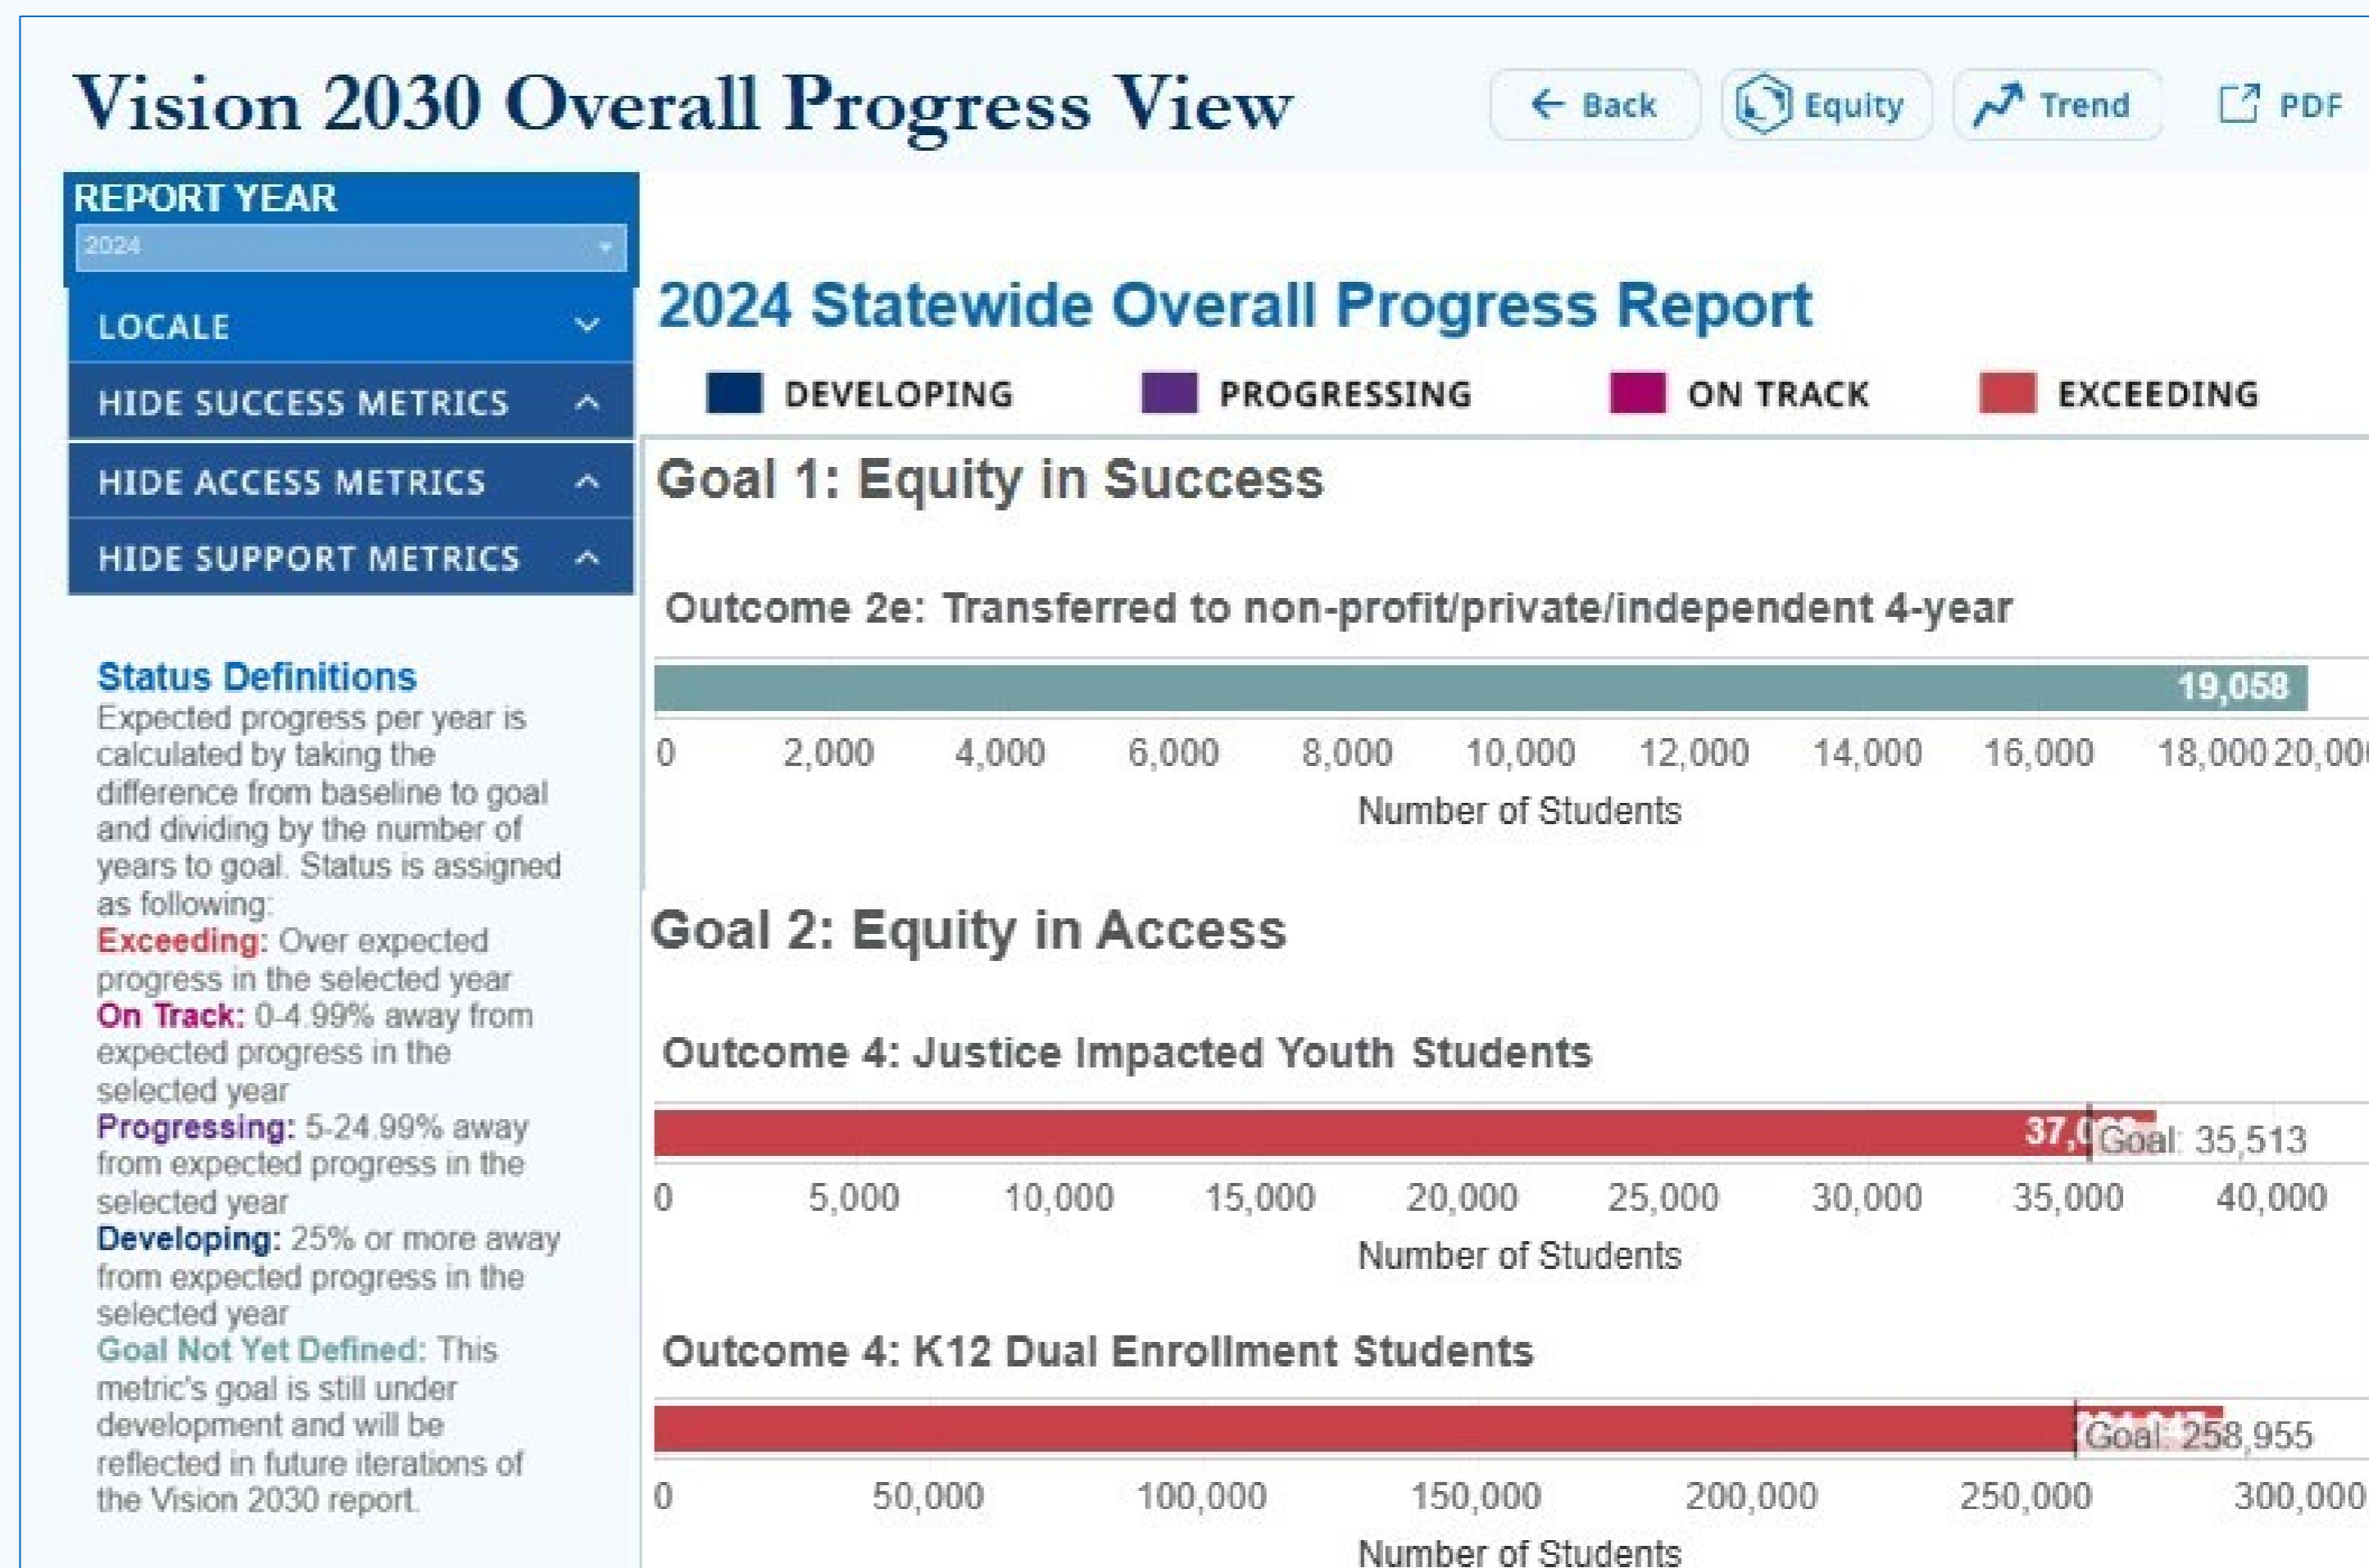 Vision 2030 Overall Progress View
Back
Equity
Trend
PDF
REPORT YEAR
2024
LOCALE
HIDE SUCCESS METRICS
HIDE ACCESS METRICS
HIDE SUPPORT METRICS
Status Definitions
Expected progress per year is
calculated by taking the
difference from baseline to goal
and dividing by the number of
years to goal. Status is assigned
as following:
Exceeding: Over expected
progress in the selected year
On Track: 0-4.99% away from
expected progress in the
selected year
Progressing: 5-24.99% away
from expected progress in the
selected year
Developing: 25% or more away
from expected progress in the
selected year
Goal Not Yet Defined: This
metric's goal is still under
development and will be
reflected in future iterations of
the Vision 2030 report.
2024 Statewide Overall Progress Report
DEVELOPING PROGRESSING ON TRACK EXCEEDING
Goal 1: Equity in Success
Outcome 2e: Transferred to non-profit/private/independent 4-year
19,058
0 2,000 4,000 6,000 8,000 10,000 12,000 14,000 16,000 18,000
Number of Students
Goal 2: Equity in Access
Outcome 4: Justice Impacted Youth Students
Goal: 35,513
0 5,000 10,000 15,000 20,000 25,000 30,000 35,000 40,000
Number of Students
Outcome 4: K12 Dual Enrollment Students
Goal: 258,955
0 50,000 100,000 150,000 200,000 250,000 300,000
Number of Students